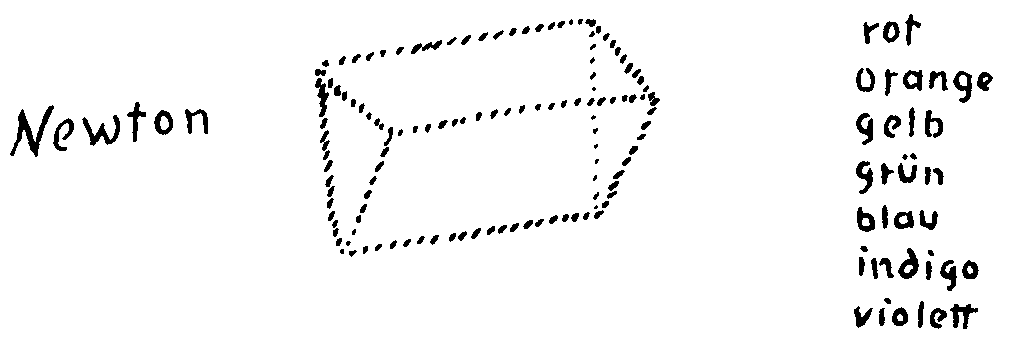 Newton
rot
orange
gelb
grün
blau
indigo
violett